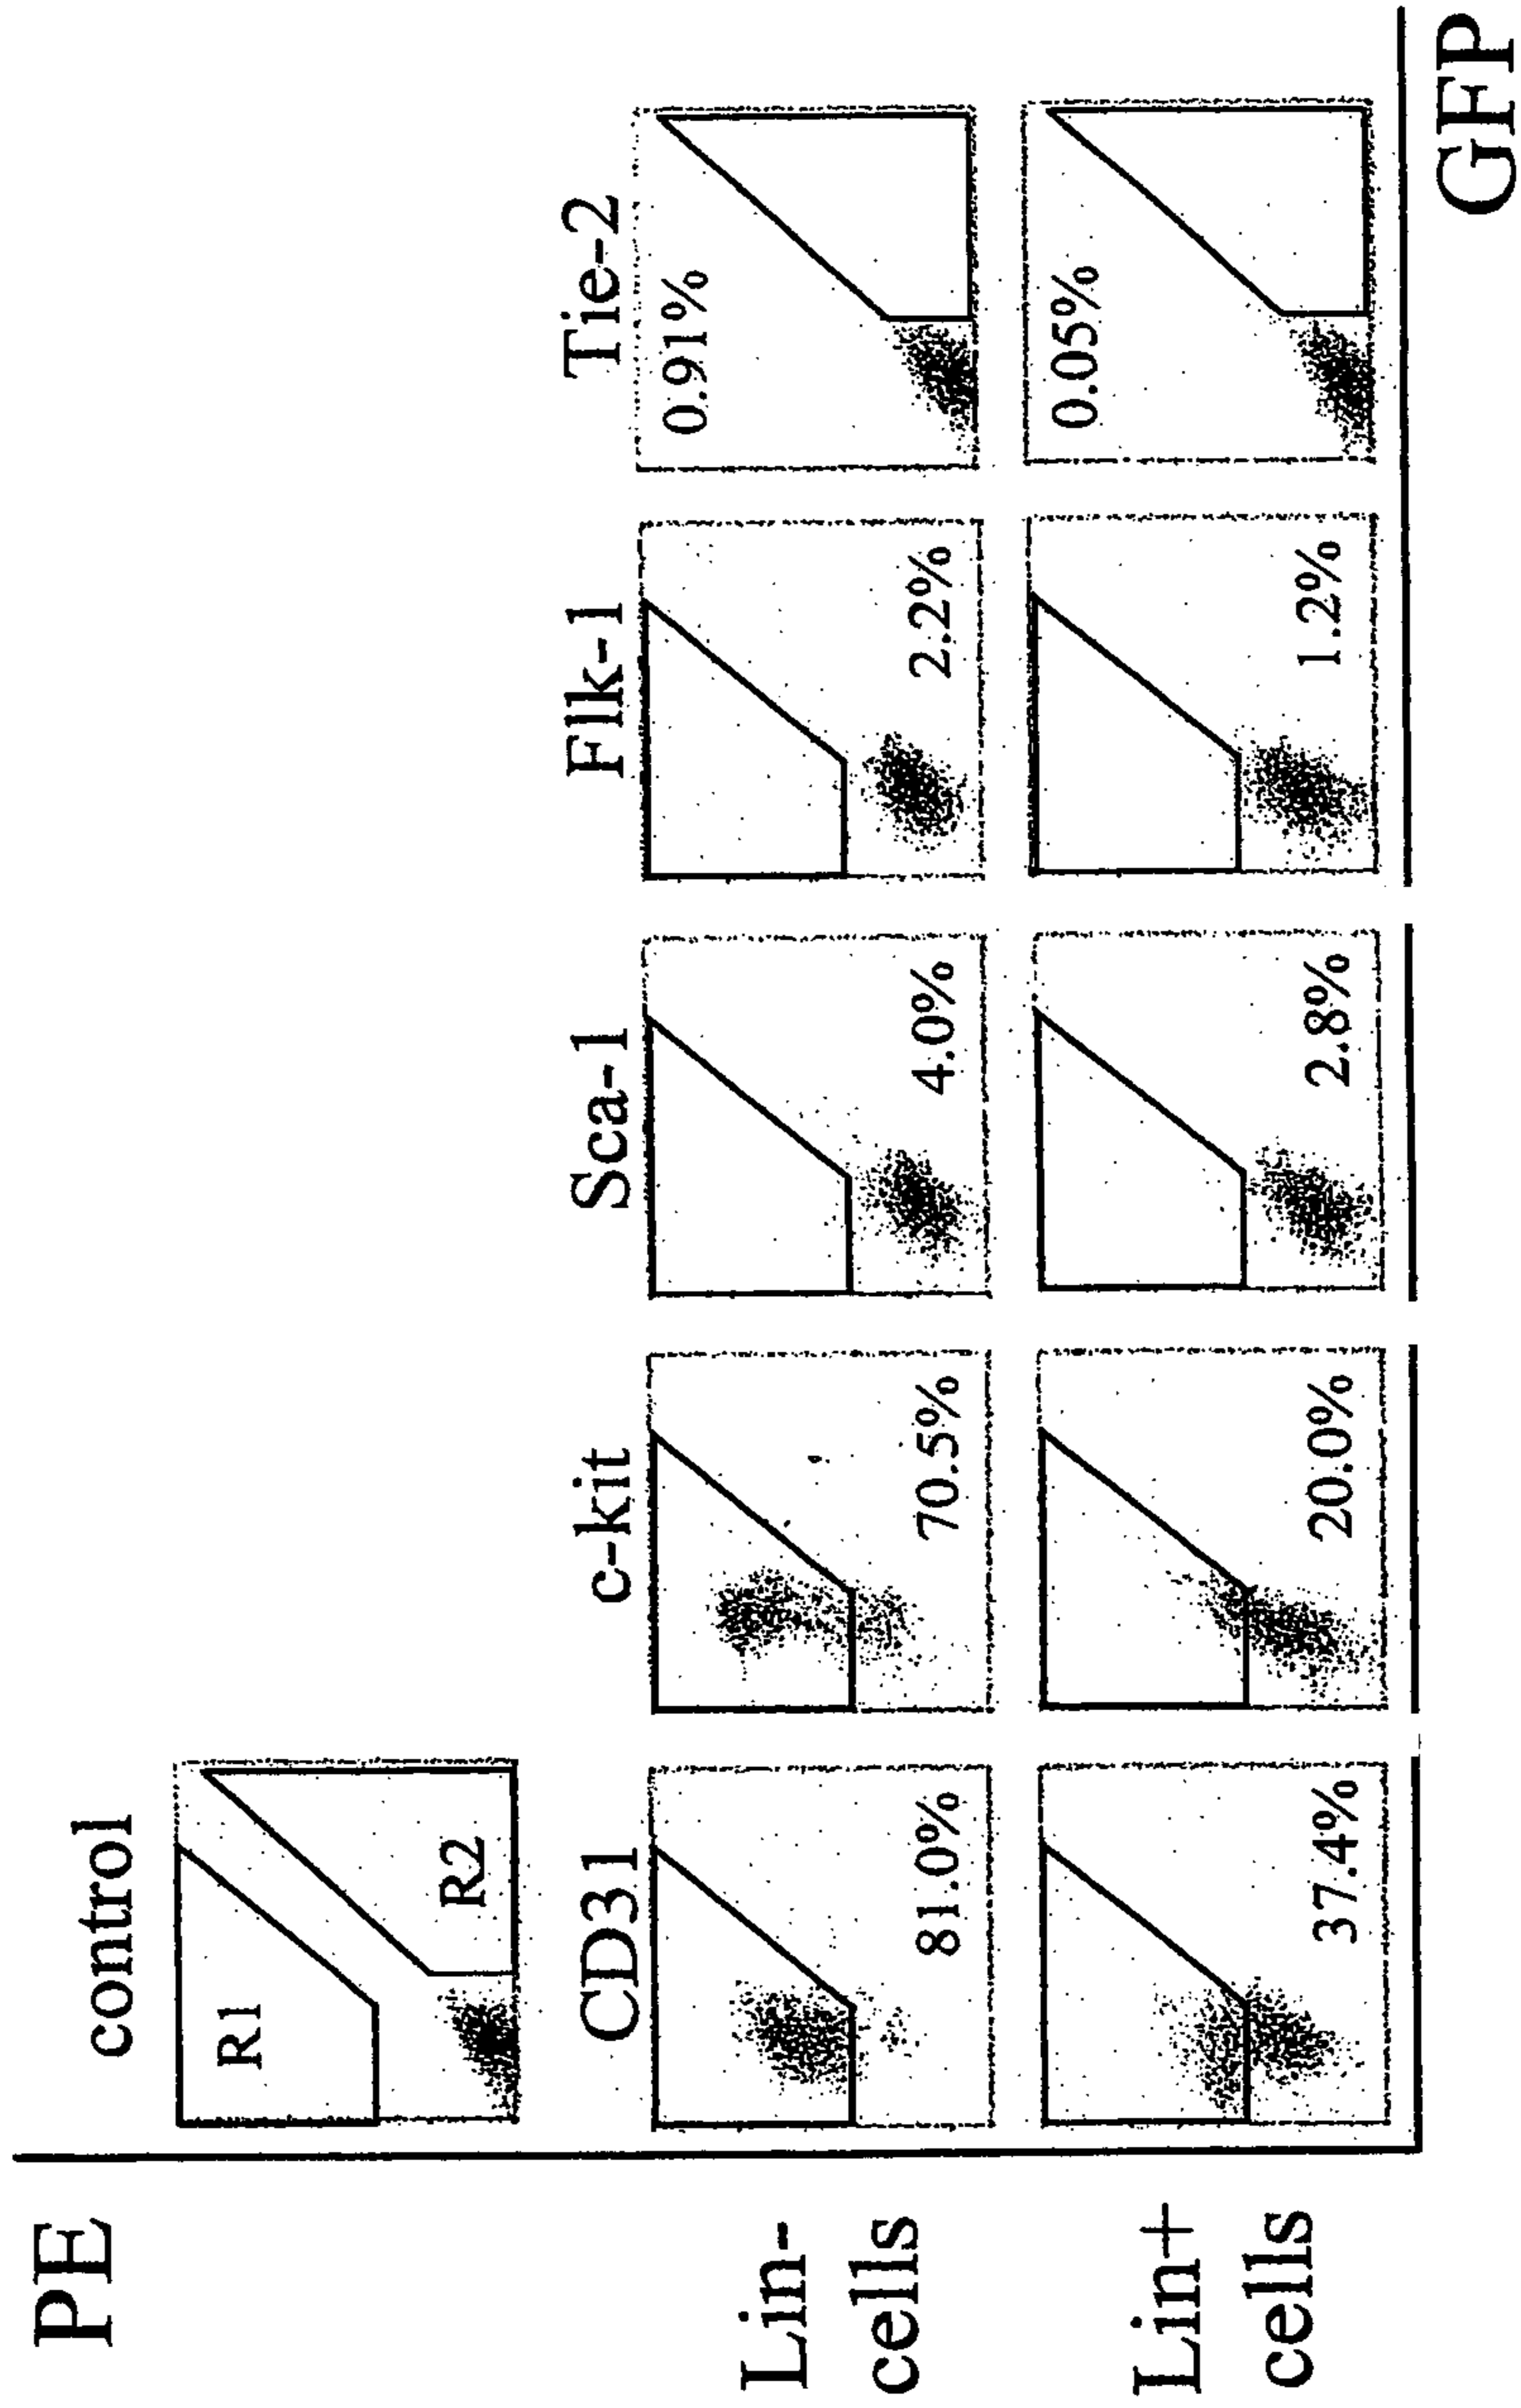 PE
control
R1
R2
CD31
c-kit
Sca-1
Flk-1
Tie-2
Lin-
cells
81.0%
70.5%
4.0%
2.2%
0.91%
Lin+
cells
37.4%
20.0%
2.8%
1.2%
0.05%
GFP